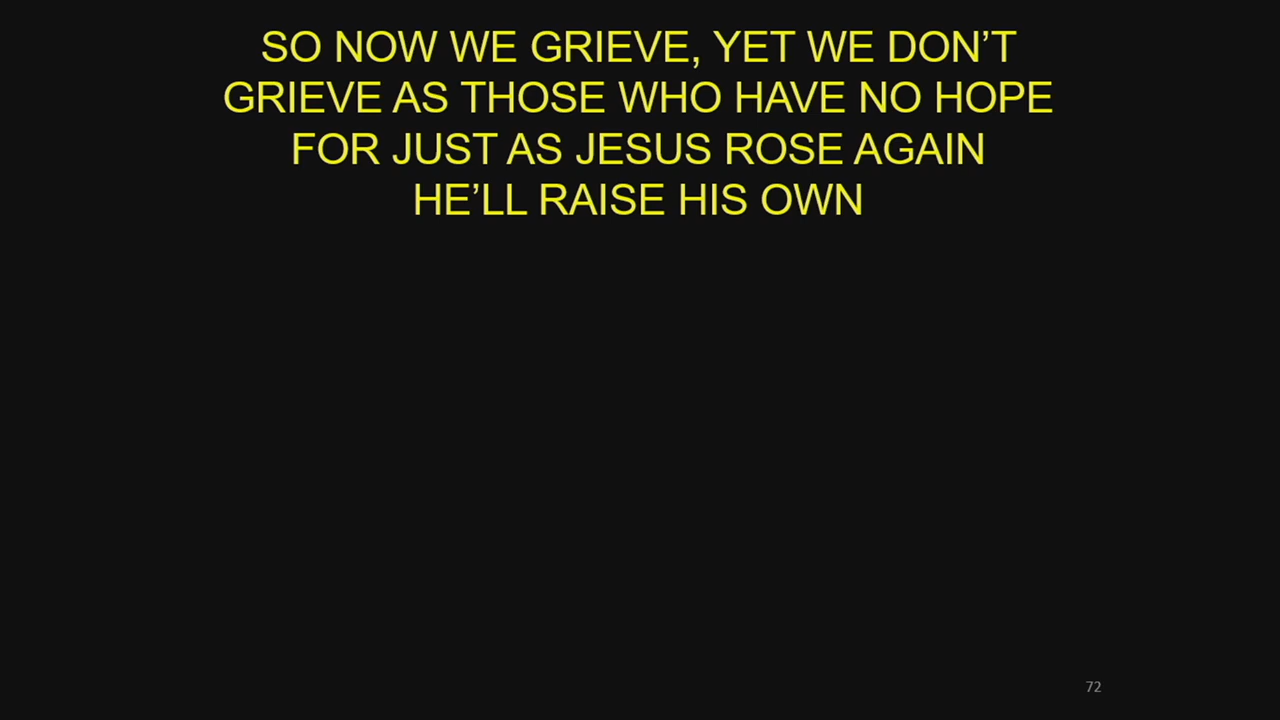 SO NOW WE GRIEVE, YET WE DON’T
GRIEVE AS THOSE WHO HAVE NO HOPE
FOR JUST AS JESUS ROSE AGAIN
HE’LL RAISE HIS OWN
72